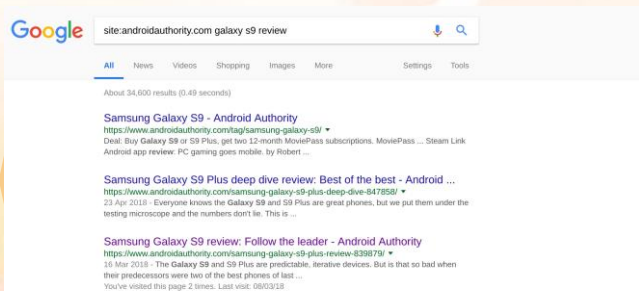 Google
site:androidauthority.com galaxy s9 review
All News Videos Shopping Images More Settings Tools
About 34,600 results (0.49 seconds)
Samsung Galaxy S9 - Android Authority
https://www.androidauthority.com/tag/samsung-galaxy-s9/
Deal: Buy Galaxy S9 or S9 Plus, get two 12-month MoviePass subscriptions. MoviePass ... Steam Link
Android app review: PC gaming goes mobile. by Robert ...
Samsung Galaxy S9 Plus deep dive review: Best of the best - Android ...
https://www.androidauthority.com/samsung-galaxy-s9-plus-deep-dive-847858/
23 Apr 2018 - Everyone knows the Galaxy S9 and S9 Plus are great phones, but we put them under the
testing microscope and the numbers don't lie. This is ...
Samsung Galaxy S9 review: Follow the leader - Android Authority
https://www.androidauthority.com/samsung-galaxy-s9-plus-review-839879/
16 Mar 2018 - The Galaxy S9 and S9 Plus are predictable, iterative devices. But is that so bad when
their predecessors were two of the best phones of last ...
You've visited this page 2 times. Last visit: 08/03/18